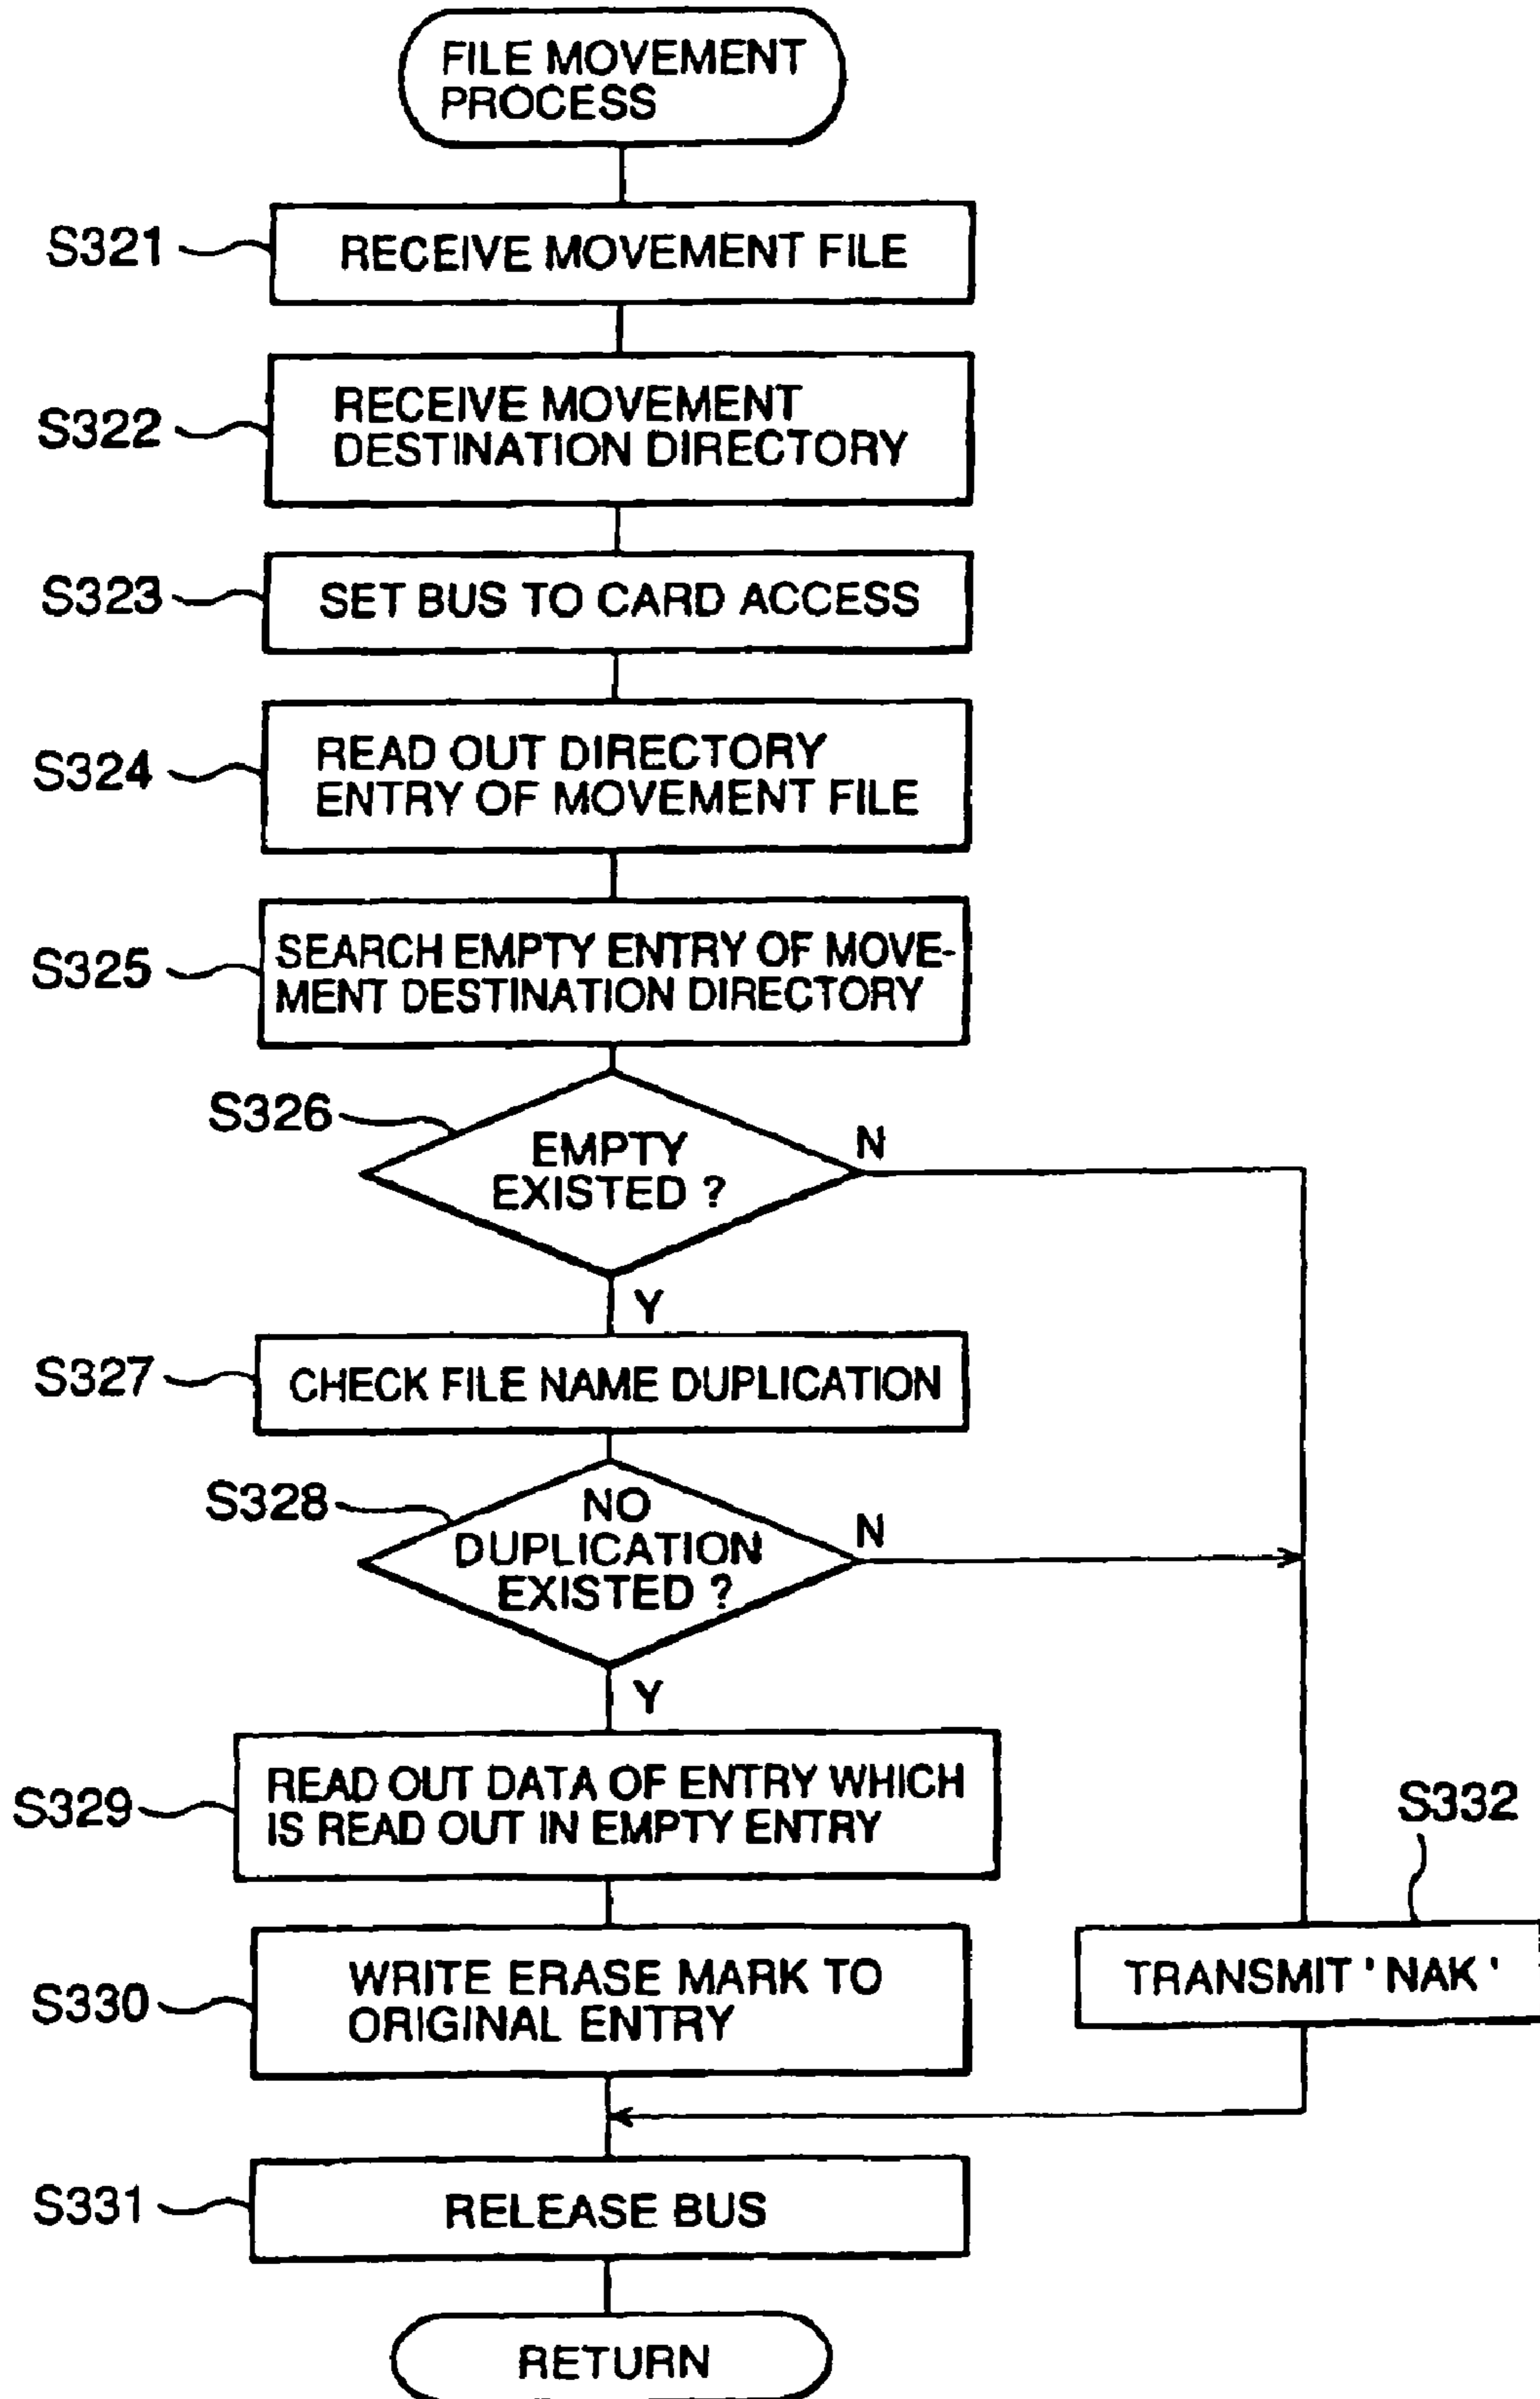 FILE MOVEMENT
PROCESS
S321
RECEIVE MOVEMENT FILE
S322
RECEIVE MOVEMENT
DESTINATION DIRECTORY
S323
SET BUS TO CARD ACCESS
S324
READ OUT DIRECTORY
ENTRY OF MOVEMENT FILE
S325
SEARCH EMPTY ENTRY OF MOVE-
MENT DESTINATION DIRECTORY
S326
EMPTY
EXISTED ?
N
Y
S327
CHECK FILE NAME DUPLICATION
S328
NO
DUPLICATION
EXISTED ?
N
Y
S329
READ OUT DATA OF ENTRY WHICH
IS READ OUT IN EMPTY ENTRY
S332
TRANSMIT ' NAK '
S330
WRITE ERASE MARK TO
ORIGINAL ENTRY
S331
RELEASE BUS
RETURN